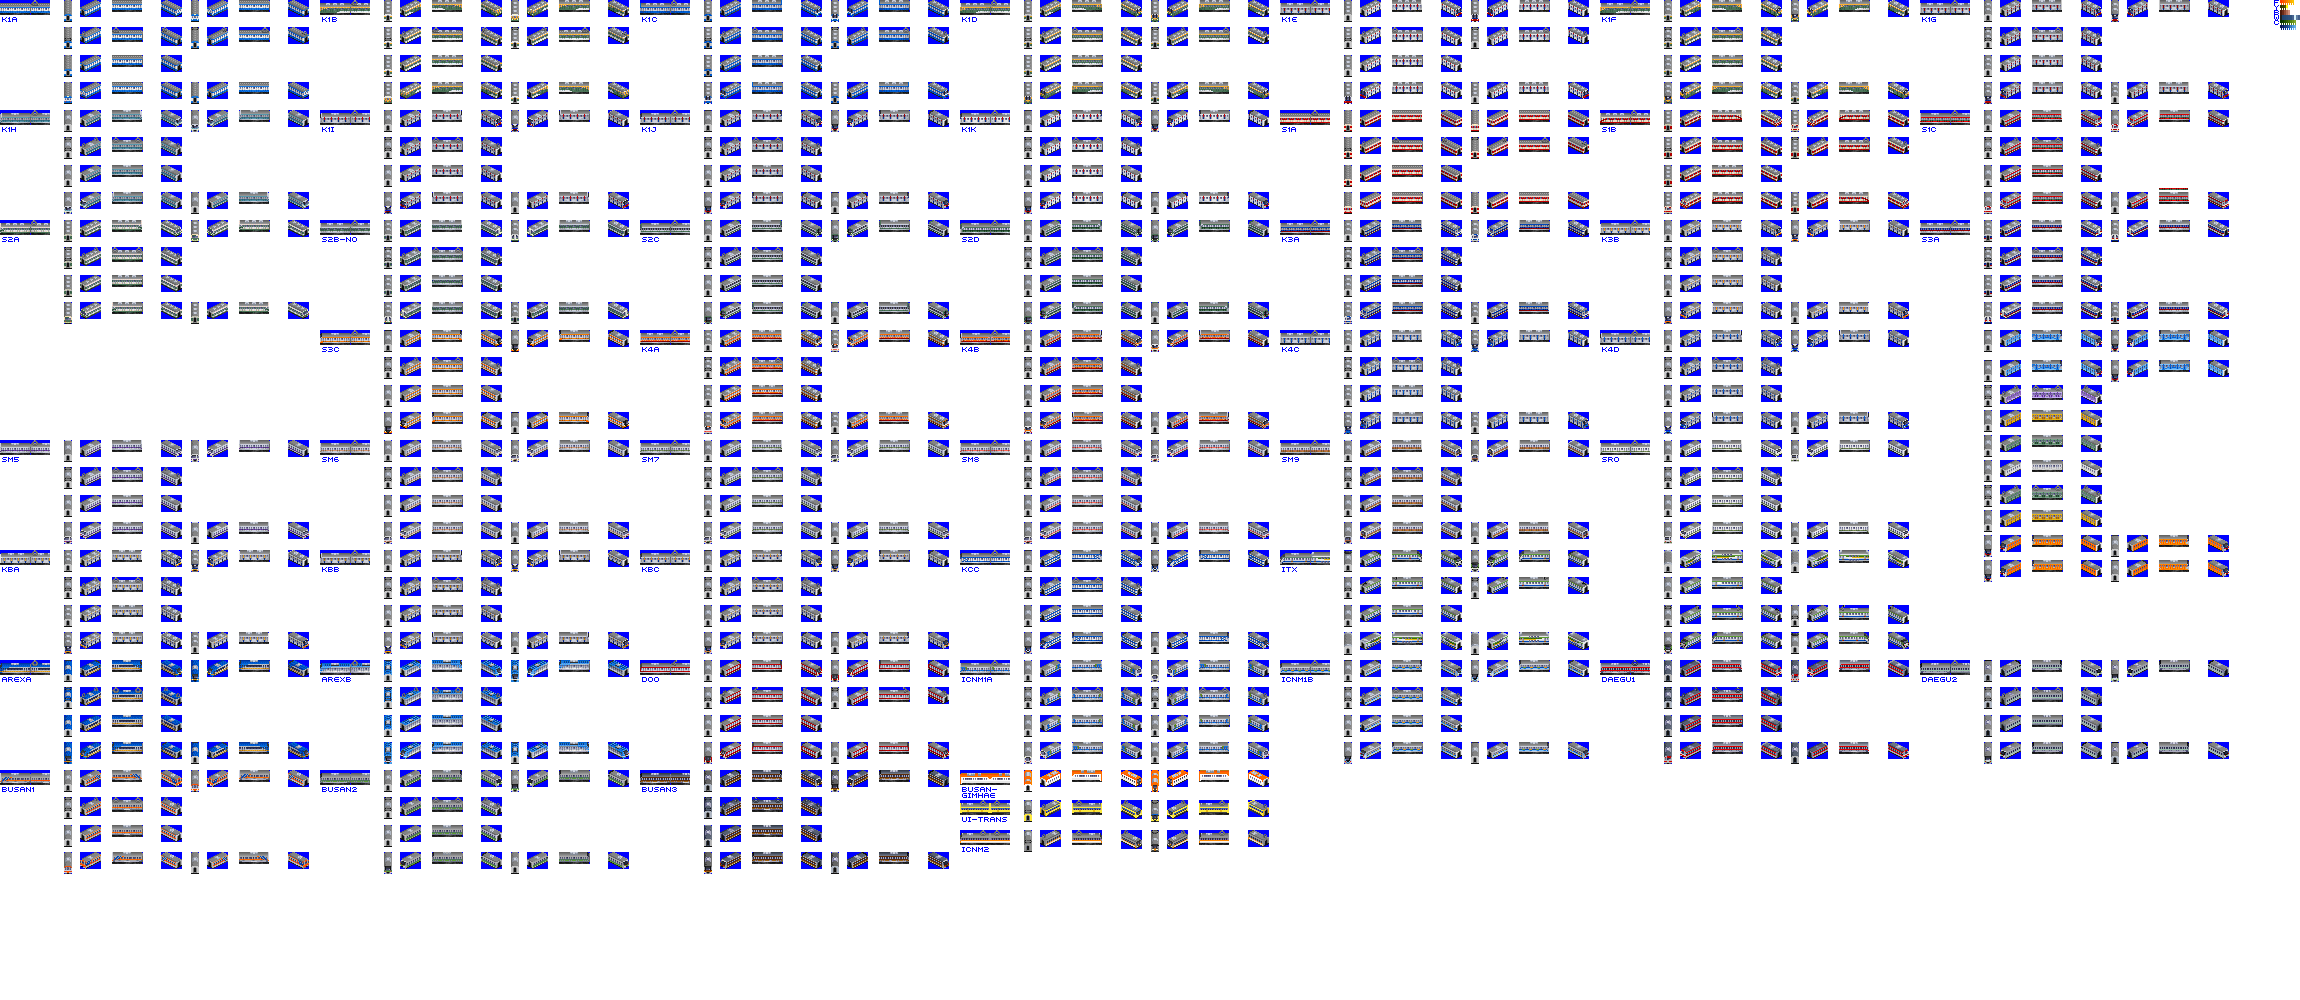 K1A
K1B
K1C
K1D
K1E
K1F
K1G
K1H
K1I
K1J
K1K
S1A
S1B
S1C
S2A
S2B-NO
S2C
S2D
K3A
K3B
S3A
S3C
K4A
K4B
K4C
K4D
SM5
SM6
SM7
SM8
SM9
SRO
KBA
KBB
KBC
KCC
ITX
AREXA
AREXB
DOO
ICNM1A
ICNM1B
DAEGU1
DAEGU2
BUSAN1
BUSAN2
BUSAN3
BUSAN-
GIMHAE
UI-TRANS
ICNM2